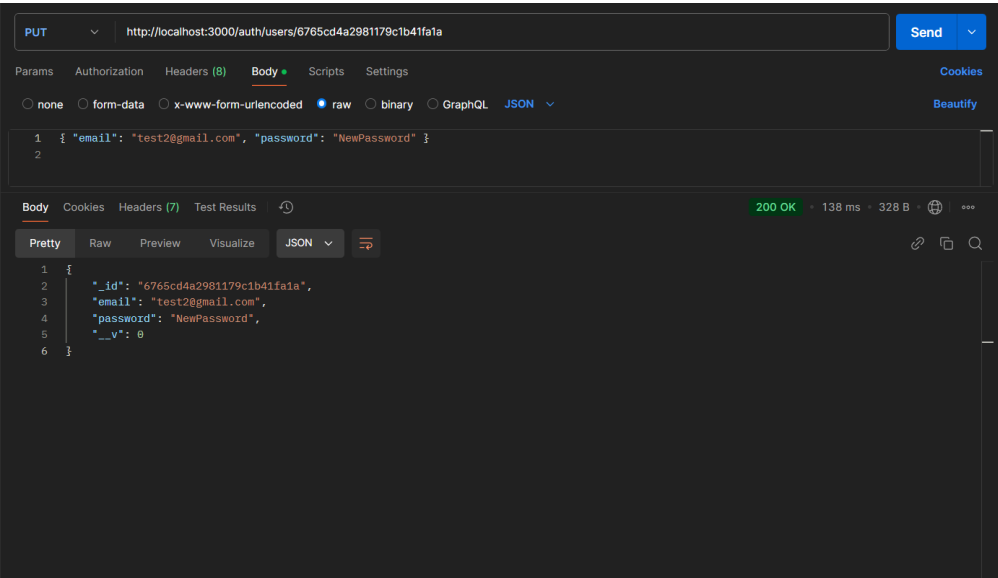 PUT http://localhost:3000/auth/users/6765cd4a2981179c1b41fa1a Send
Params Authorization Headers (8) Body Scripts Settings Cookies
none form-data x-www-form-urlencoded raw binary GraphQL JSON Beautify
1 { "email": "test2@gmail.com", "password": "NewPassword" }
2
Body Cookies Headers (7) Test Results 200 OK 138 ms 328 B
Pretty Raw Preview Visualize JSON
1 {
2 "_id": "6765cd4a2981179c1b41fa1a",
3 "email": "test2@gmail.com",
4 "password": "NewPassword",
5 "__v": 0
6 }